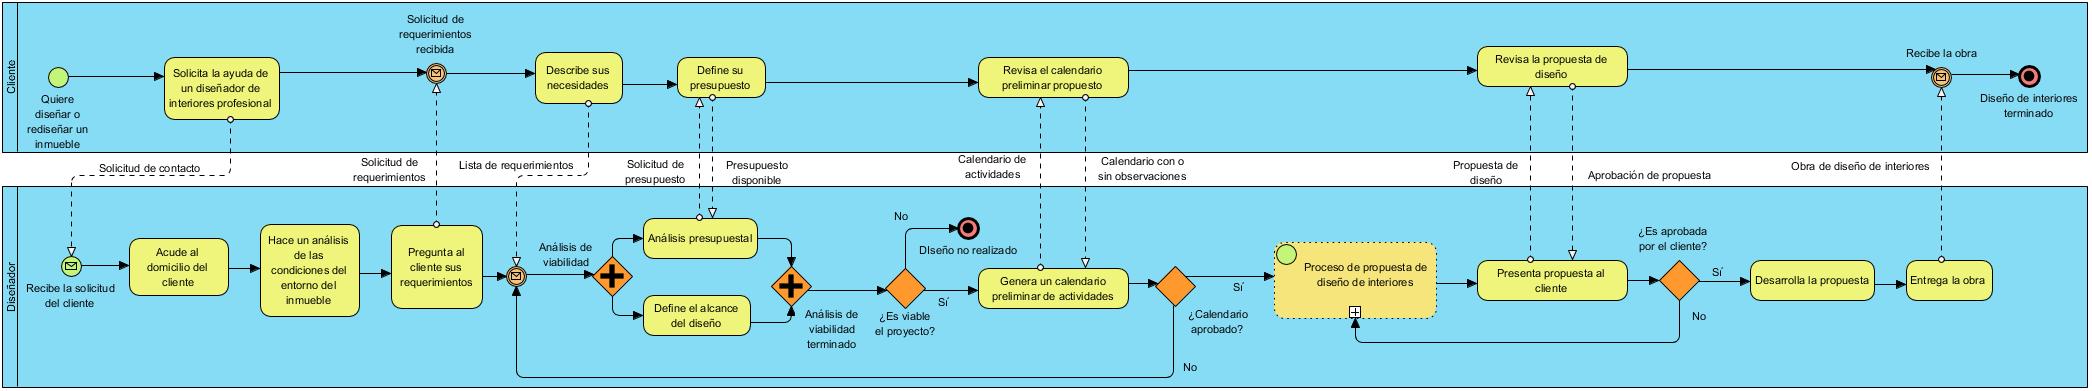 Cliente
Quiere
diseñar o
rediseñar un
inmueble
Solicita la ayuda de
un diseñador de
interiores profesional
Solicitud de
requerimientos
recibida
Describe sus
necesidades
Define su
presupuesto
Revisa el calendario
preliminar propuesto
Revisa la propuesta de
diseño
Recibe la obra
Diseño de interiores
terminado
Solicitud de contacto
Solicitud de
requerimientos
Lista de requerimientos
Solicitud de
presupuesto
Presupuesto
disponible
Calendario de
actividades
Calendario con o
sin observaciones
Propuesta de
diseño
Aprobación de propuesta
Obra de diseño de interiores
Diseñador
Recibe la solicitud
del cliente
Acude al
domicilio del
cliente
Hace un análisis
de las
condiciones del
entorno del
inmueble
Pregunta al
cliente sus
requerimientos
Análisis de
viabilidad
Análisis presupuestal
Define el alcance
del diseño
Análisis de
viabilidad
terminado
¿Es viable
el proyecto?
No
DIseño no realizado
Sí
Genera un calendario
preliminar de actividades
¿Calendario
aprobado?
No
Sí
Proceso de propuesta de
diseño de interiores
Presenta propuesta al
cliente
¿Es aprobada
por el cliente?
No
Sí
Desarrolla la propuesta
Entrega la obra